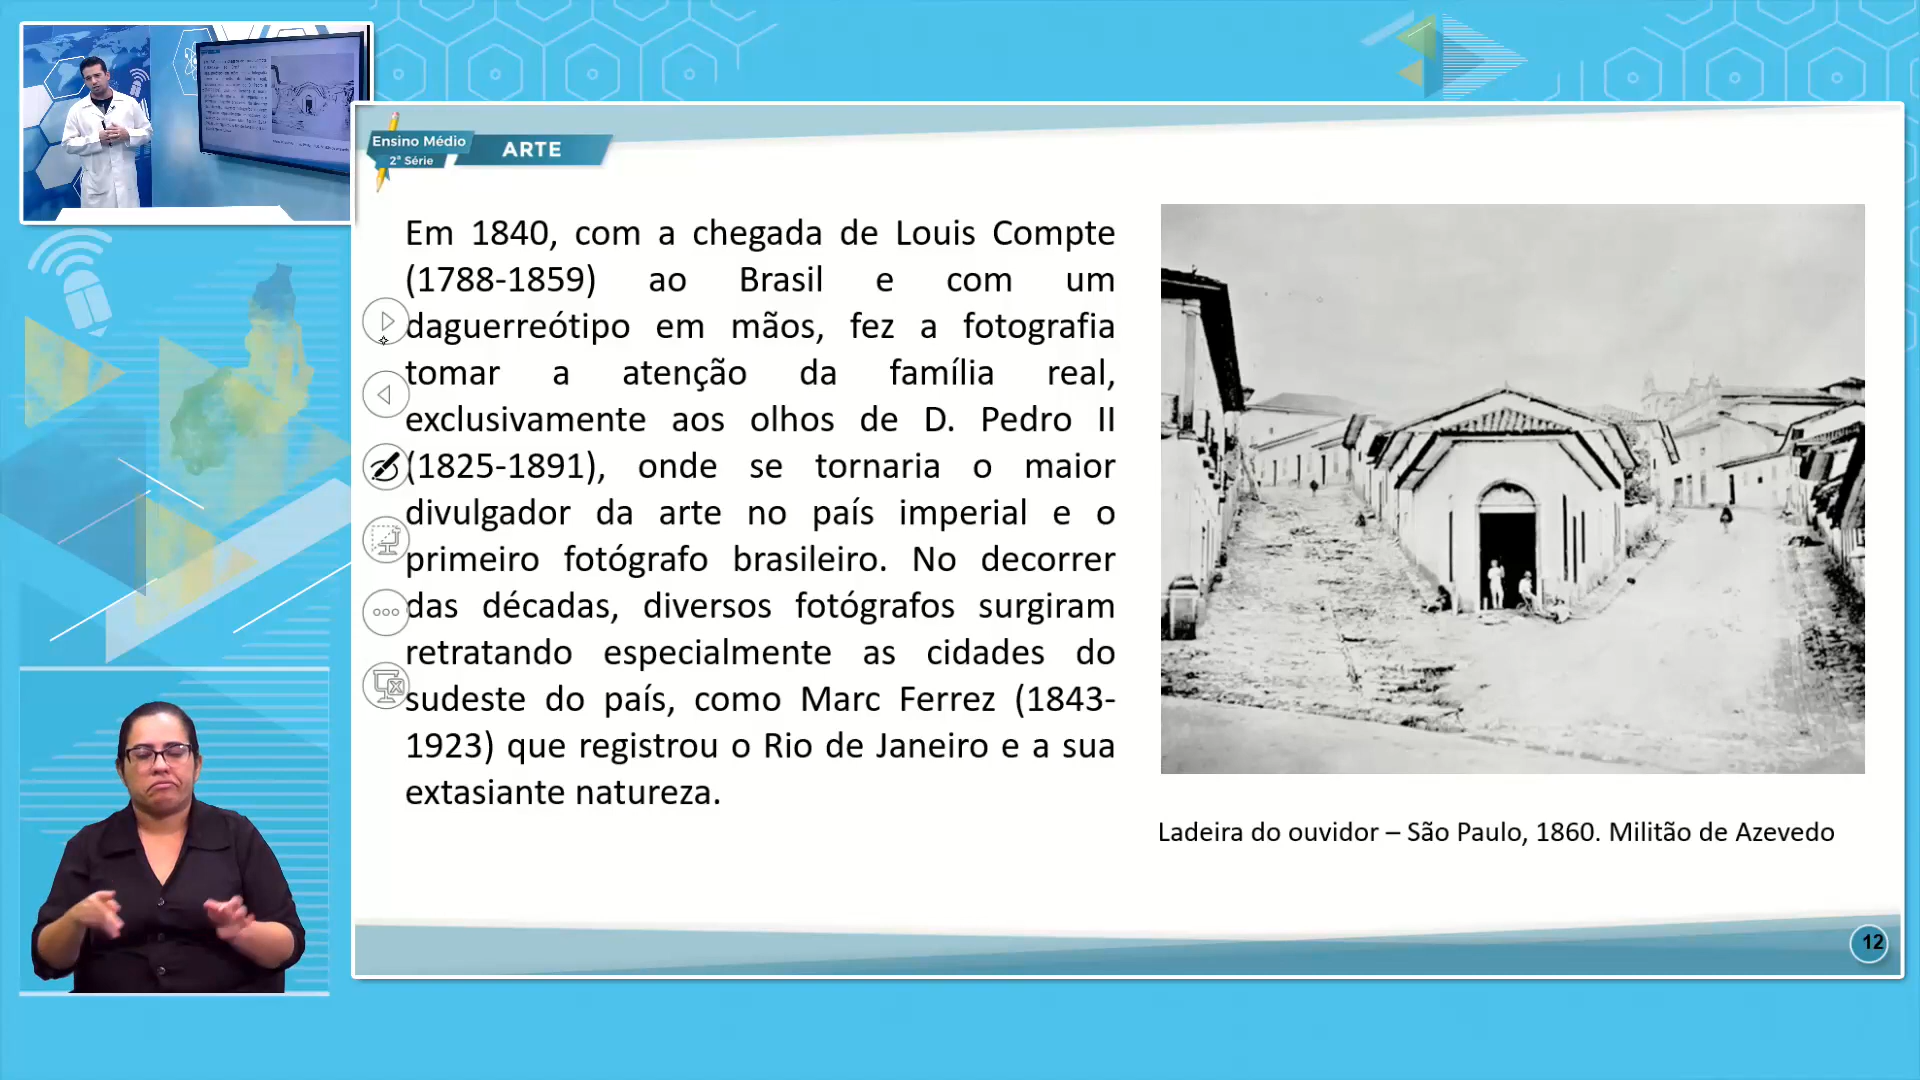 Ensino Médio
2ª Série
ARTE
Em 1840, com a chegada de Louis Compte
(1788-1859) ao Brasil e com um
daguerreótipo em mãos, fez a fotografia
tomar a atenção da família real,
exclusivamente aos olhos de D. Pedro II
(1825-1891), onde se tornaria o maior
divulgador da arte no país imperial e o
primeiro fotógrafo brasileiro. No decorrer
das décadas, diversos fotógrafos surgiram
retratando especialmente as cidades do
sudeste do país, como Marc Ferrez (1843-
1923) que registrou o Rio de Janeiro e a sua
extasiante natureza.
Ladeira do ouvidor – São Paulo, 1860. Militão de Azevedo
12